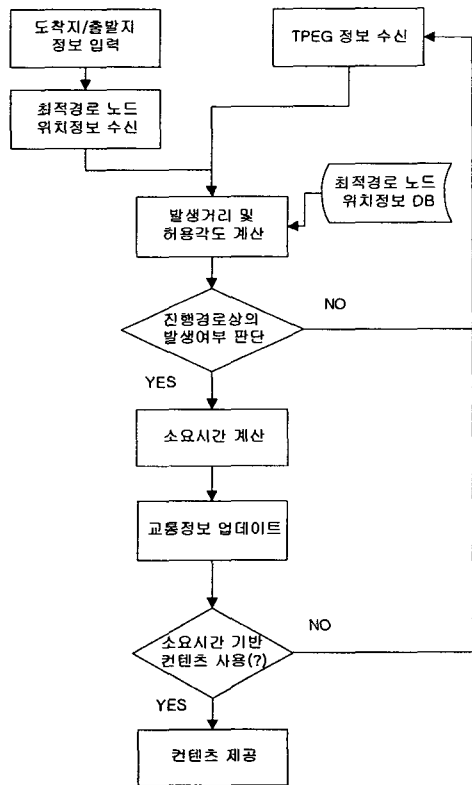 도착지/출발지
정보 입력
TPEG 정보 수신
최적경로 노드
위치정보 수신
최적경로 노드
위치정보 DB
발생거리 및
허용각도 계산
진행경로상의
발생여부 판단
NO
YES
소요시간 계산
교통정보 업데이트
소요시간 기반
컨텐츠 사용(?)
NO
YES
컨텐츠 제공